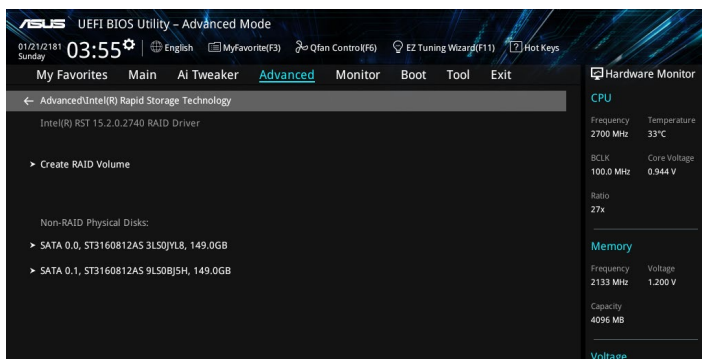 ASUS UEFI BIOS Utility – Advanced Mode
01/21/2181 Sunday 03:55 English MyFavorite(F3) Qfan Control(F6) EZ Tuning Wizard(F11) ? Hot Keys
My Favorites Main Ai Tweaker Advanced Monitor Boot Tool Exit
← Advanced\Intel(R) Rapid Storage Technology
Intel(R) RST 15.2.0.2740 RAID Driver
> Create RAID Volume
Non-RAID Physical Disks:
> SATA 0.0, ST3160812AS 3LS0JYL8, 149.0GB
> SATA 0.1, ST3160812AS 9LS0BJ5H, 149.0GB
Hardware Monitor
CPU
Frequency Temperature
2700 MHz 33°C
BCLK Core Voltage
100.0 MHz 0.944 V
Ratio
27x
Memory
Frequency Voltage
2133 MHz 1.200 V
Capacity
4096 MB
Voltage